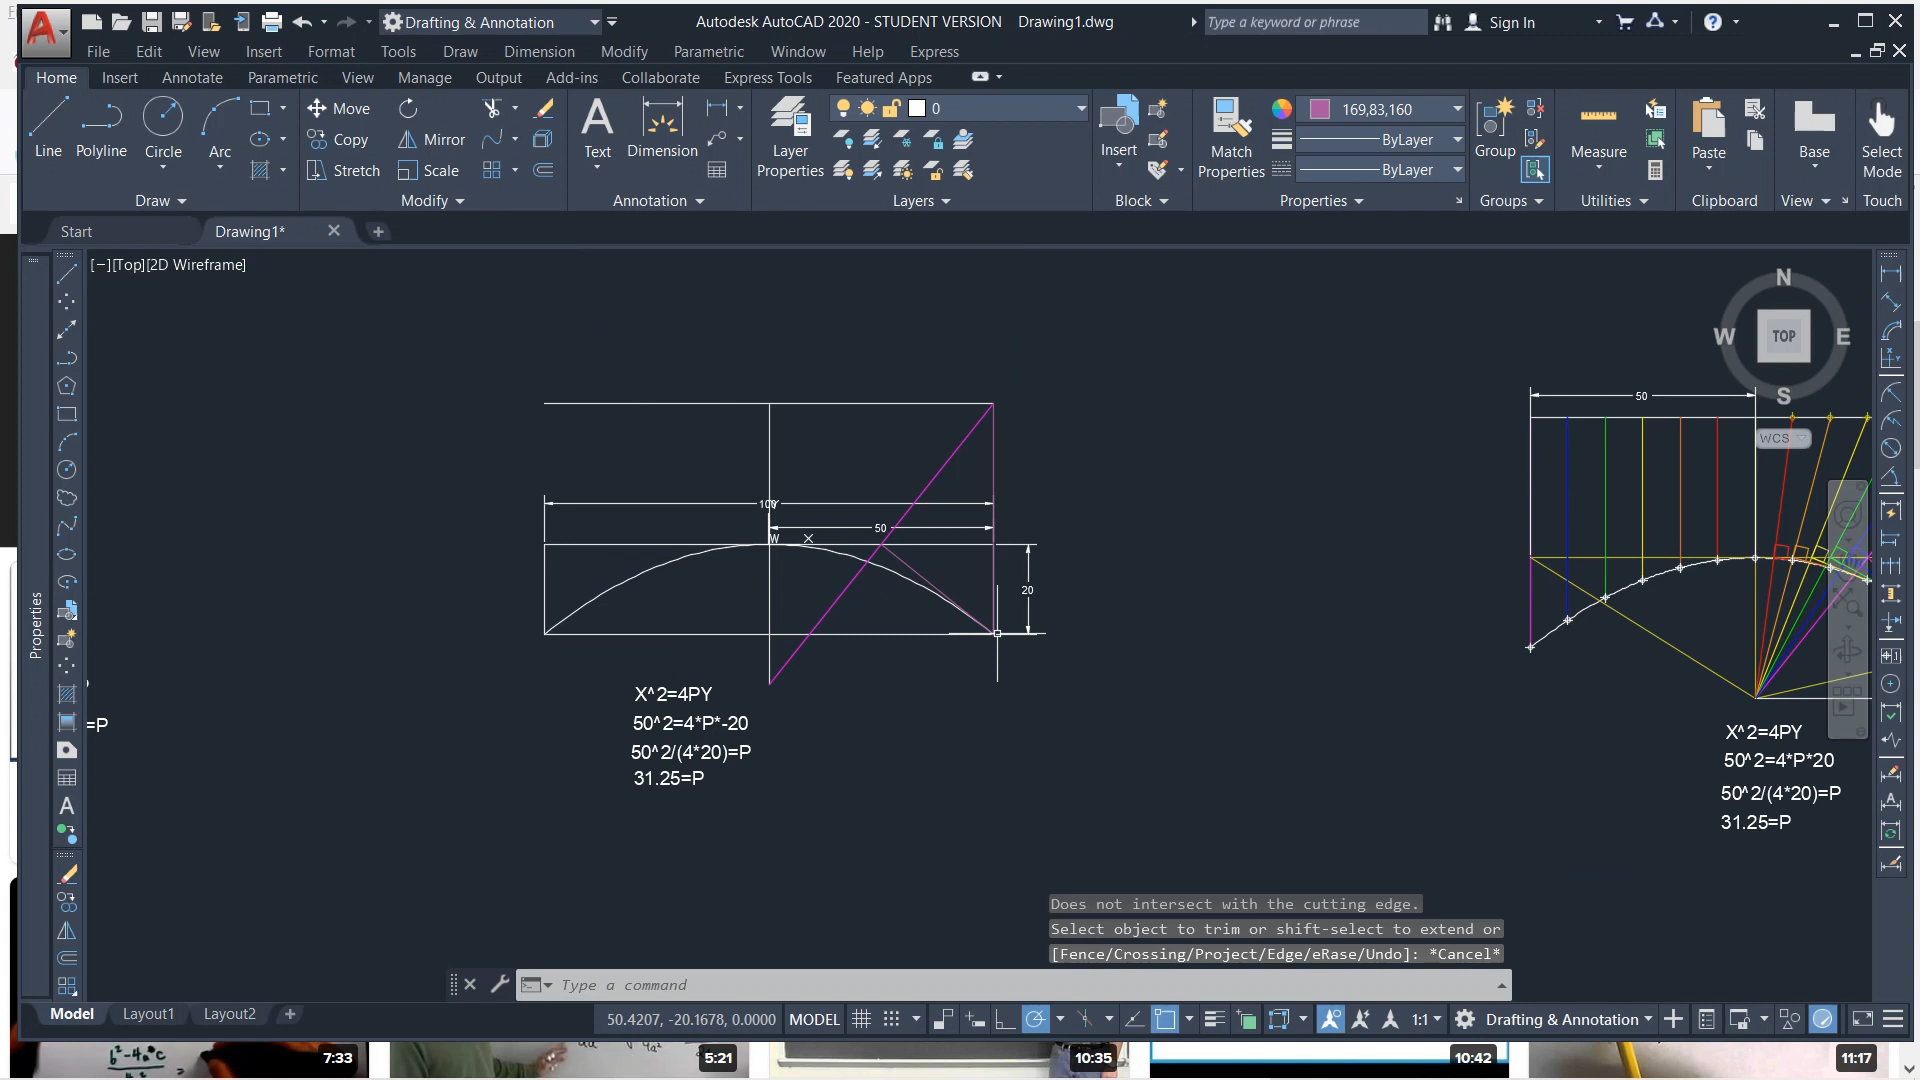 Drafting & Annotation
Autodesk AutoCAD 2020 - STUDENT VERSION Drawing1.dwg
Type a keyword or phrase
Sign In
File Edit View Insert Format Tools Draw Dimension Modify Parametric Window Help Express
Home Insert Annotate Parametric View Manage Output Add-ins Collaborate Express Tools Featured Apps
Line Polyline Circle Arc
Move
Copy Mirror
Stretch Scale
Text Dimension
Layer Properties
0
Insert
Match Properties
169,83,160
ByLayer
ByLayer
Group
Measure
Paste
Base
Select Mode
Draw Modify Annotation Layers Block Properties Groups Utilities Clipboard View Touch
Start Drawing1*
[−][Top][2D Wireframe]
N
W TOP E
S
WCS
Properties
50
100
Y
50
W X
20
X^2=4PY
50^2=4*P*-20
50^2/(4*20)=P
31.25=P
=P
X^2=4PY
50^2=4*P*20
50^2/(4*20)=P
31.25=P
Does not intersect with the cutting edge.
Select object to trim or shift-select to extend or
[Fence/Crossing/Project/Edge/eRase/Undo]: *Cancel*
Type a command
Model Layout1 Layout2
50.4207, -20.1678, 0.0000 MODEL
1:1 Drafting & Annotation
7:33 5:21 10:35 10:42 11:17